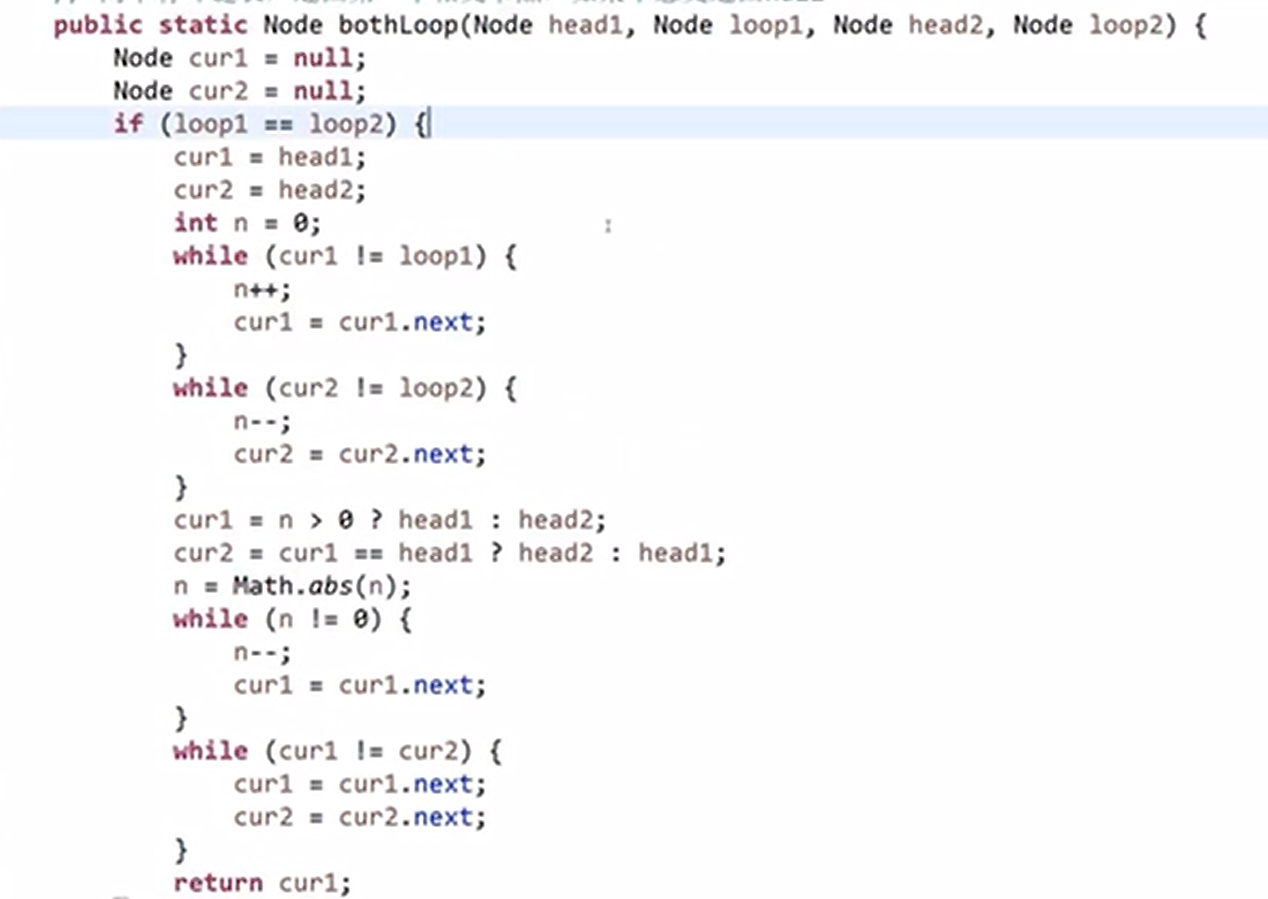 public static Node bothLoop(Node head1, Node loop1, Node head2, Node loop2) {
Node cur1 = null;
Node cur2 = null;
if (loop1 == loop2) {
cur1 = head1;
cur2 = head2;
int n = 0;
while (cur1 != loop1) {
n++;
cur1 = cur1.next;
}
while (cur2 != loop2) {
n--;
cur2 = cur2.next;
}
cur1 = n > 0 ? head1 : head2;
cur2 = cur1 == head1 ? head2 : head1;
n = Math.abs(n);
while (n != 0) {
n--;
cur1 = cur1.next;
}
while (cur1 != cur2) {
cur1 = cur1.next;
cur2 = cur2.next;
}
return cur1;